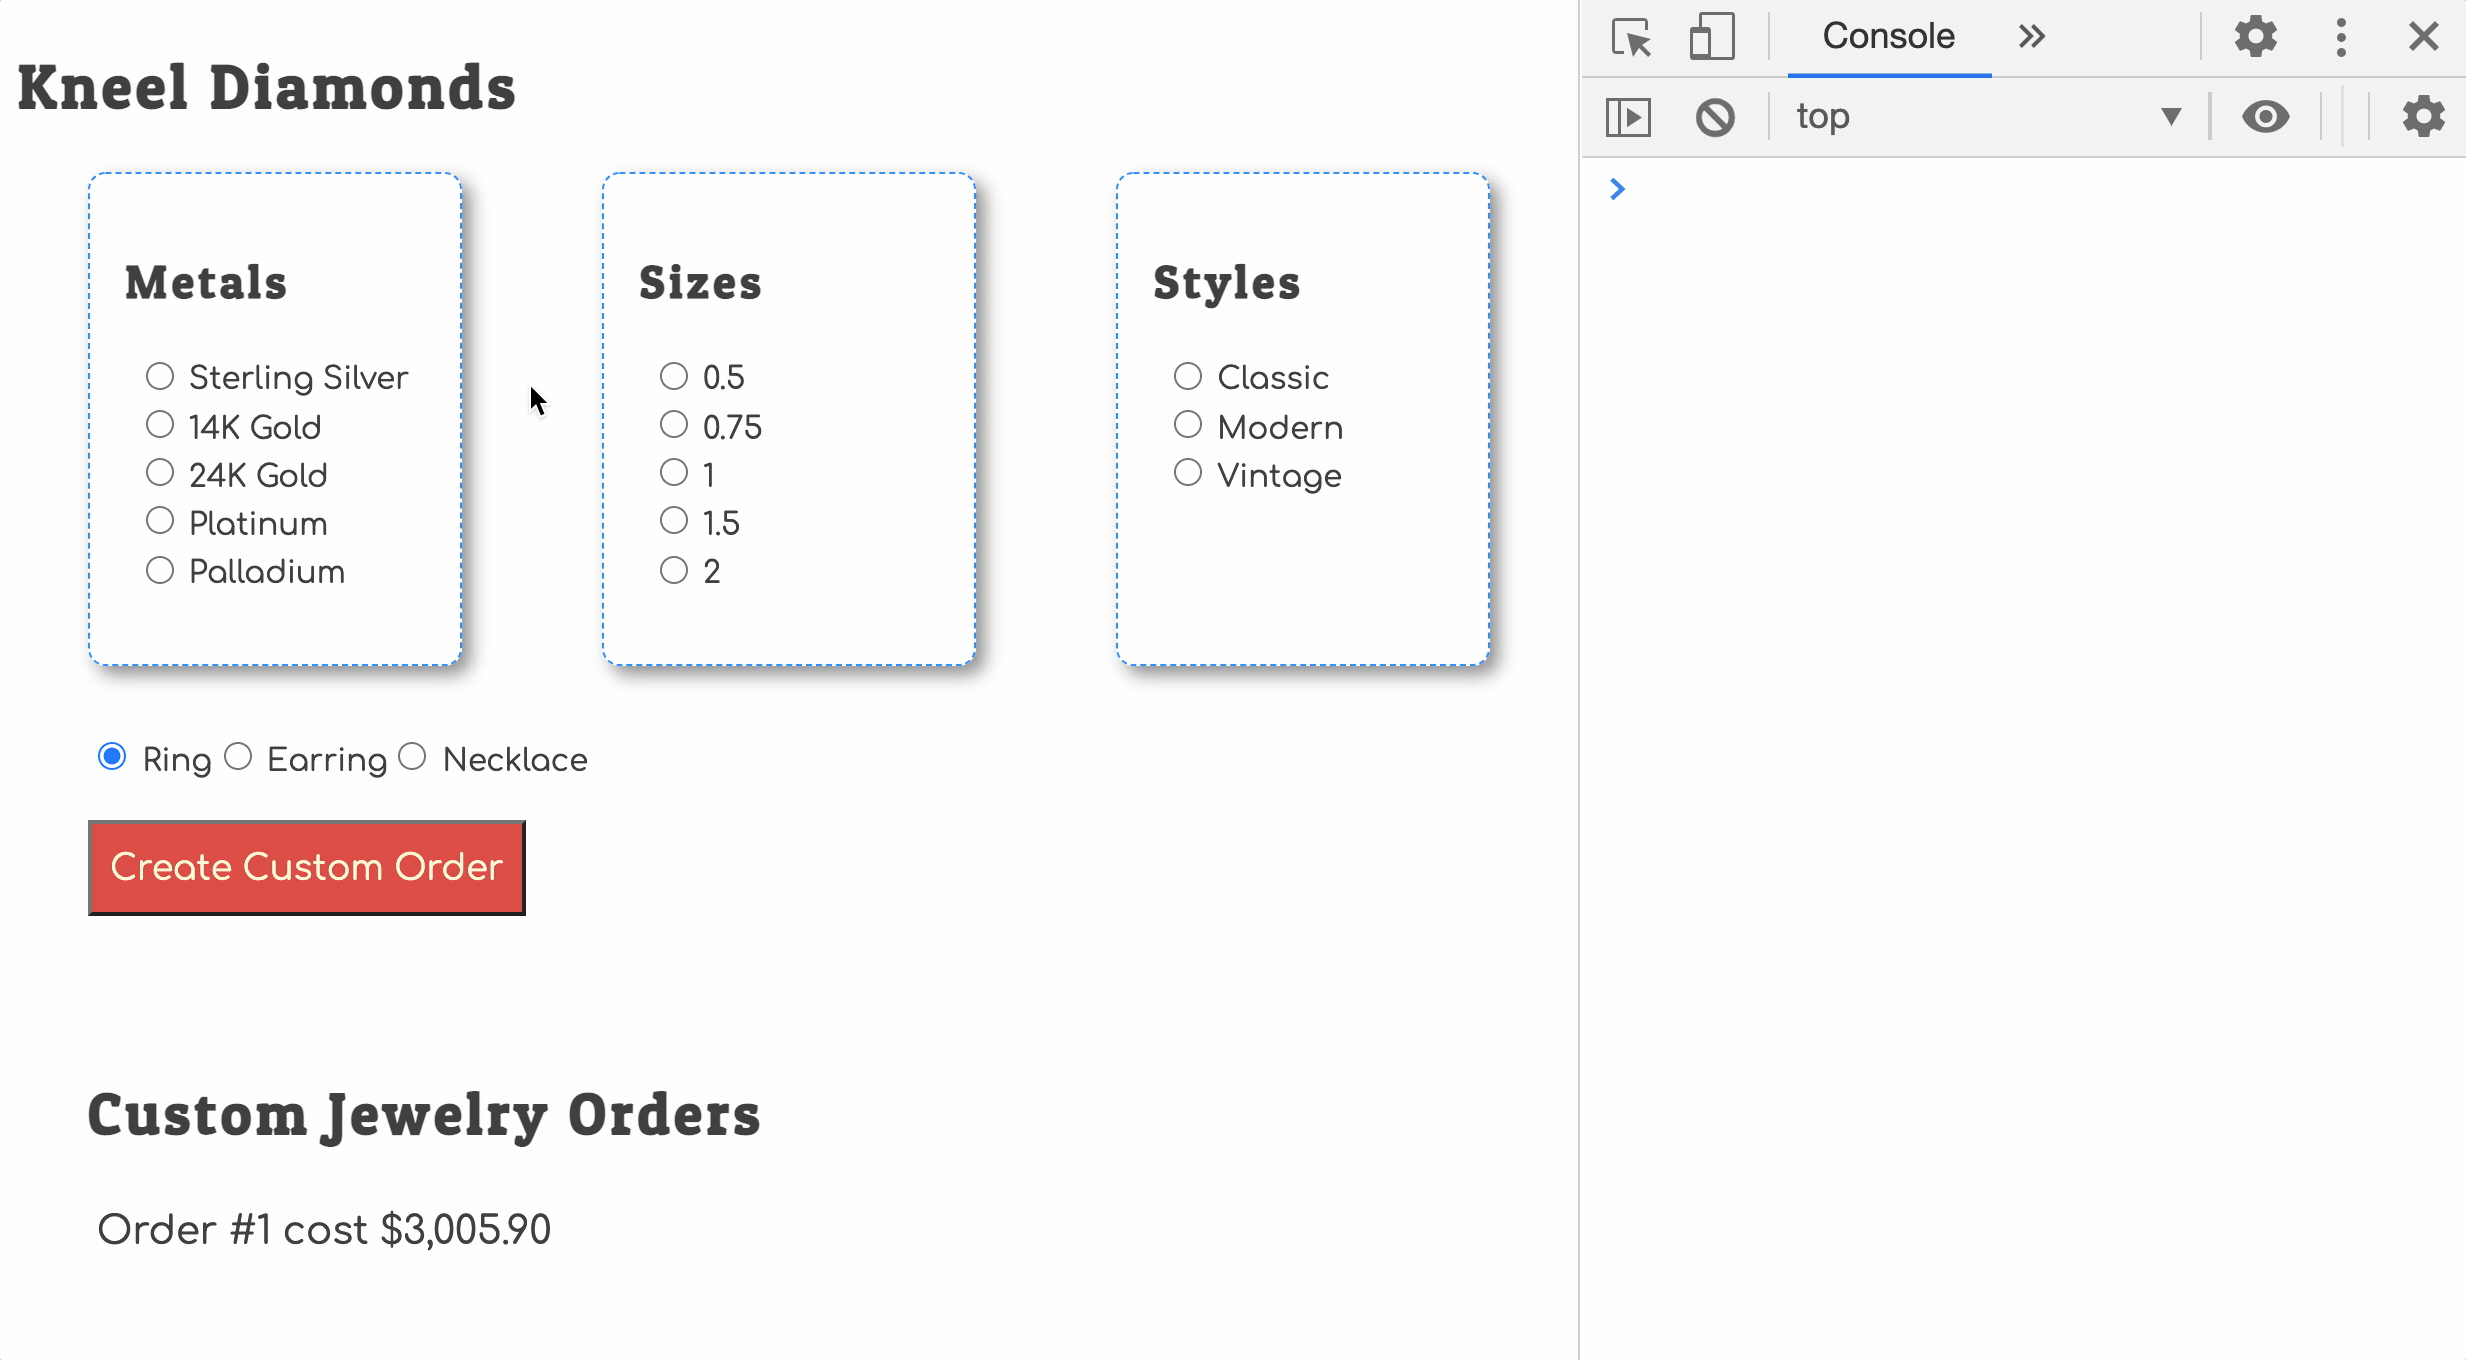 Kneel Diamonds
Metals
Sterling Silver
14K Gold
24K Gold
Platinum
Palladium
Sizes
0.5
0.75
1
1.5
2
Styles
Classic
Modern
Vintage
Ring Earring Necklace
Create Custom Order
Custom Jewelry Orders
Order #1 cost $3,005.90
Console
top